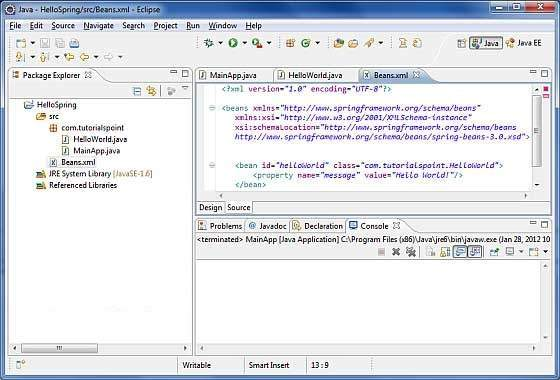 Java - HelloSpring/src/Beans.xml - Eclipse
File Edit Source Navigate Search Project Run Window Help
Java Java EE
Package Explorer
HelloSpring
src
com.tutorialspoint
HelloWorld.java
MainApp.java
Beans.xml
JRE System Library [JavaSE-1.6]
Referenced Libraries
MainApp.java HelloWorld.java Beans.xml
<?xml version="1.0" encoding="UTF-8"?>
<beans xmlns="http://www.springframework.org/schema/beans"
xmlns:xsi="http://www.w3.org/2001/XMLSchema-instance"
xsi:schemaLocation="http://www.springframework.org/schema/beans
http://www.springframework.org/schema/beans/spring-beans-3.0.xsd">
<bean id="helloWorld" class="com.tutorialspoint.HelloWorld">
<property name="message" value="Hello World!"/>
</bean>
Design Source
Problems Javadoc Declaration Console
<terminated> MainApp [Java Application] C:\Program Files (x86)\Java\jre6\bin\javaw.exe (Jan 28, 2012 10
Writable Smart Insert 13 : 9